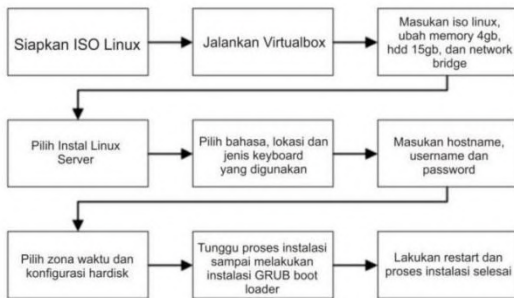 Siapkan ISO Linux
Jalankan Virtualbox
Masukan iso linux,
ubah memory 4gb,
hdd 15gb, dan network
bridge
Pilih Instal Linux
Server
Pilih bahasa, lokasi dan
jenis keyboard
yang digunakan
Masukan hostname,
username dan
password
Pilih zona waktu dan
konfigurasi hardisk
Tunggu proses instalasi
sampai melakukan
instalasi GRUB boot
loader
Lakukan restart dan
proses instalasi selesai